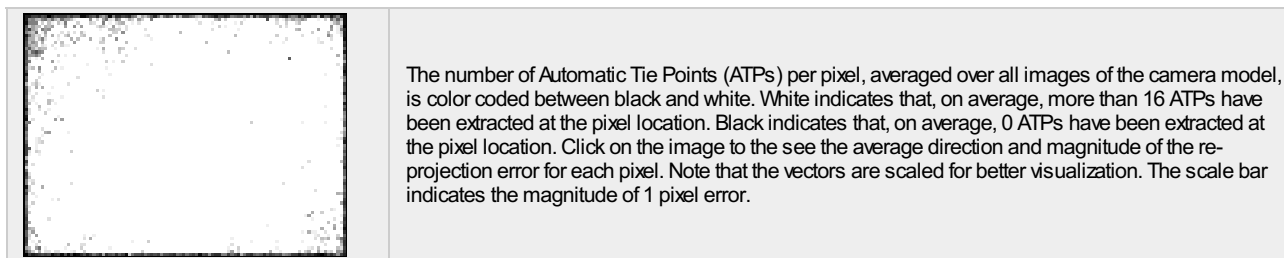 The number of Automatic Tie Points (ATPs) per pixel, averaged over all images of the camera model,
is color coded between black and white. White indicates that, on average, more than 16 ATPs have
been extracted at the pixel location. Black indicates that, on average, 0 ATPs have been extracted at
the pixel location. Click on the image to the see the average direction and magnitude of the re-
projection error for each pixel. Note that the vectors are scaled for better visualization. The scale bar
indicates the magnitude of 1 pixel error.